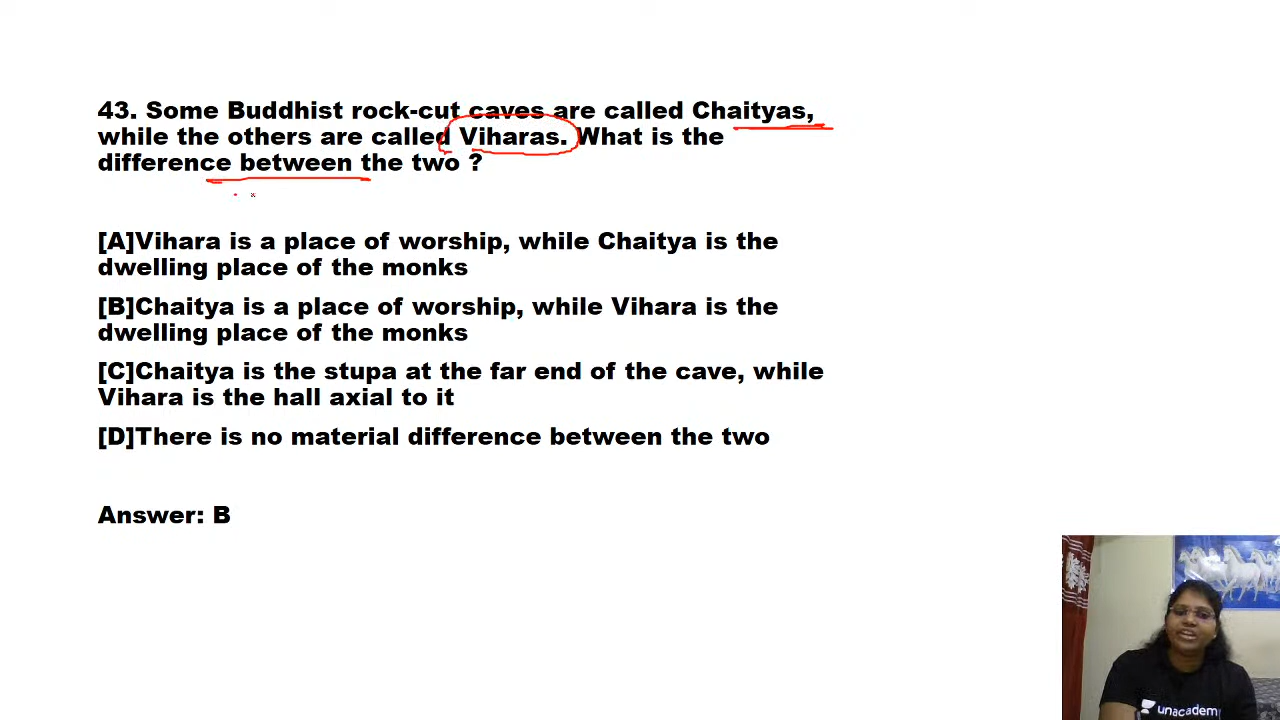 43. Some Buddhist rock-cut caves are called Chaityas,
while the others are called Viharas. What is the
difference between the two ?
[A]Vihara is a place of worship, while Chaitya is the
dwelling place of the monks
[B]Chaitya is a place of worship, while Vihara is the
dwelling place of the monks
[C]Chaitya is the stupa at the far end of the cave, while
Vihara is the hall axial to it
[D]There is no material difference between the two
Answer: B
unacademy